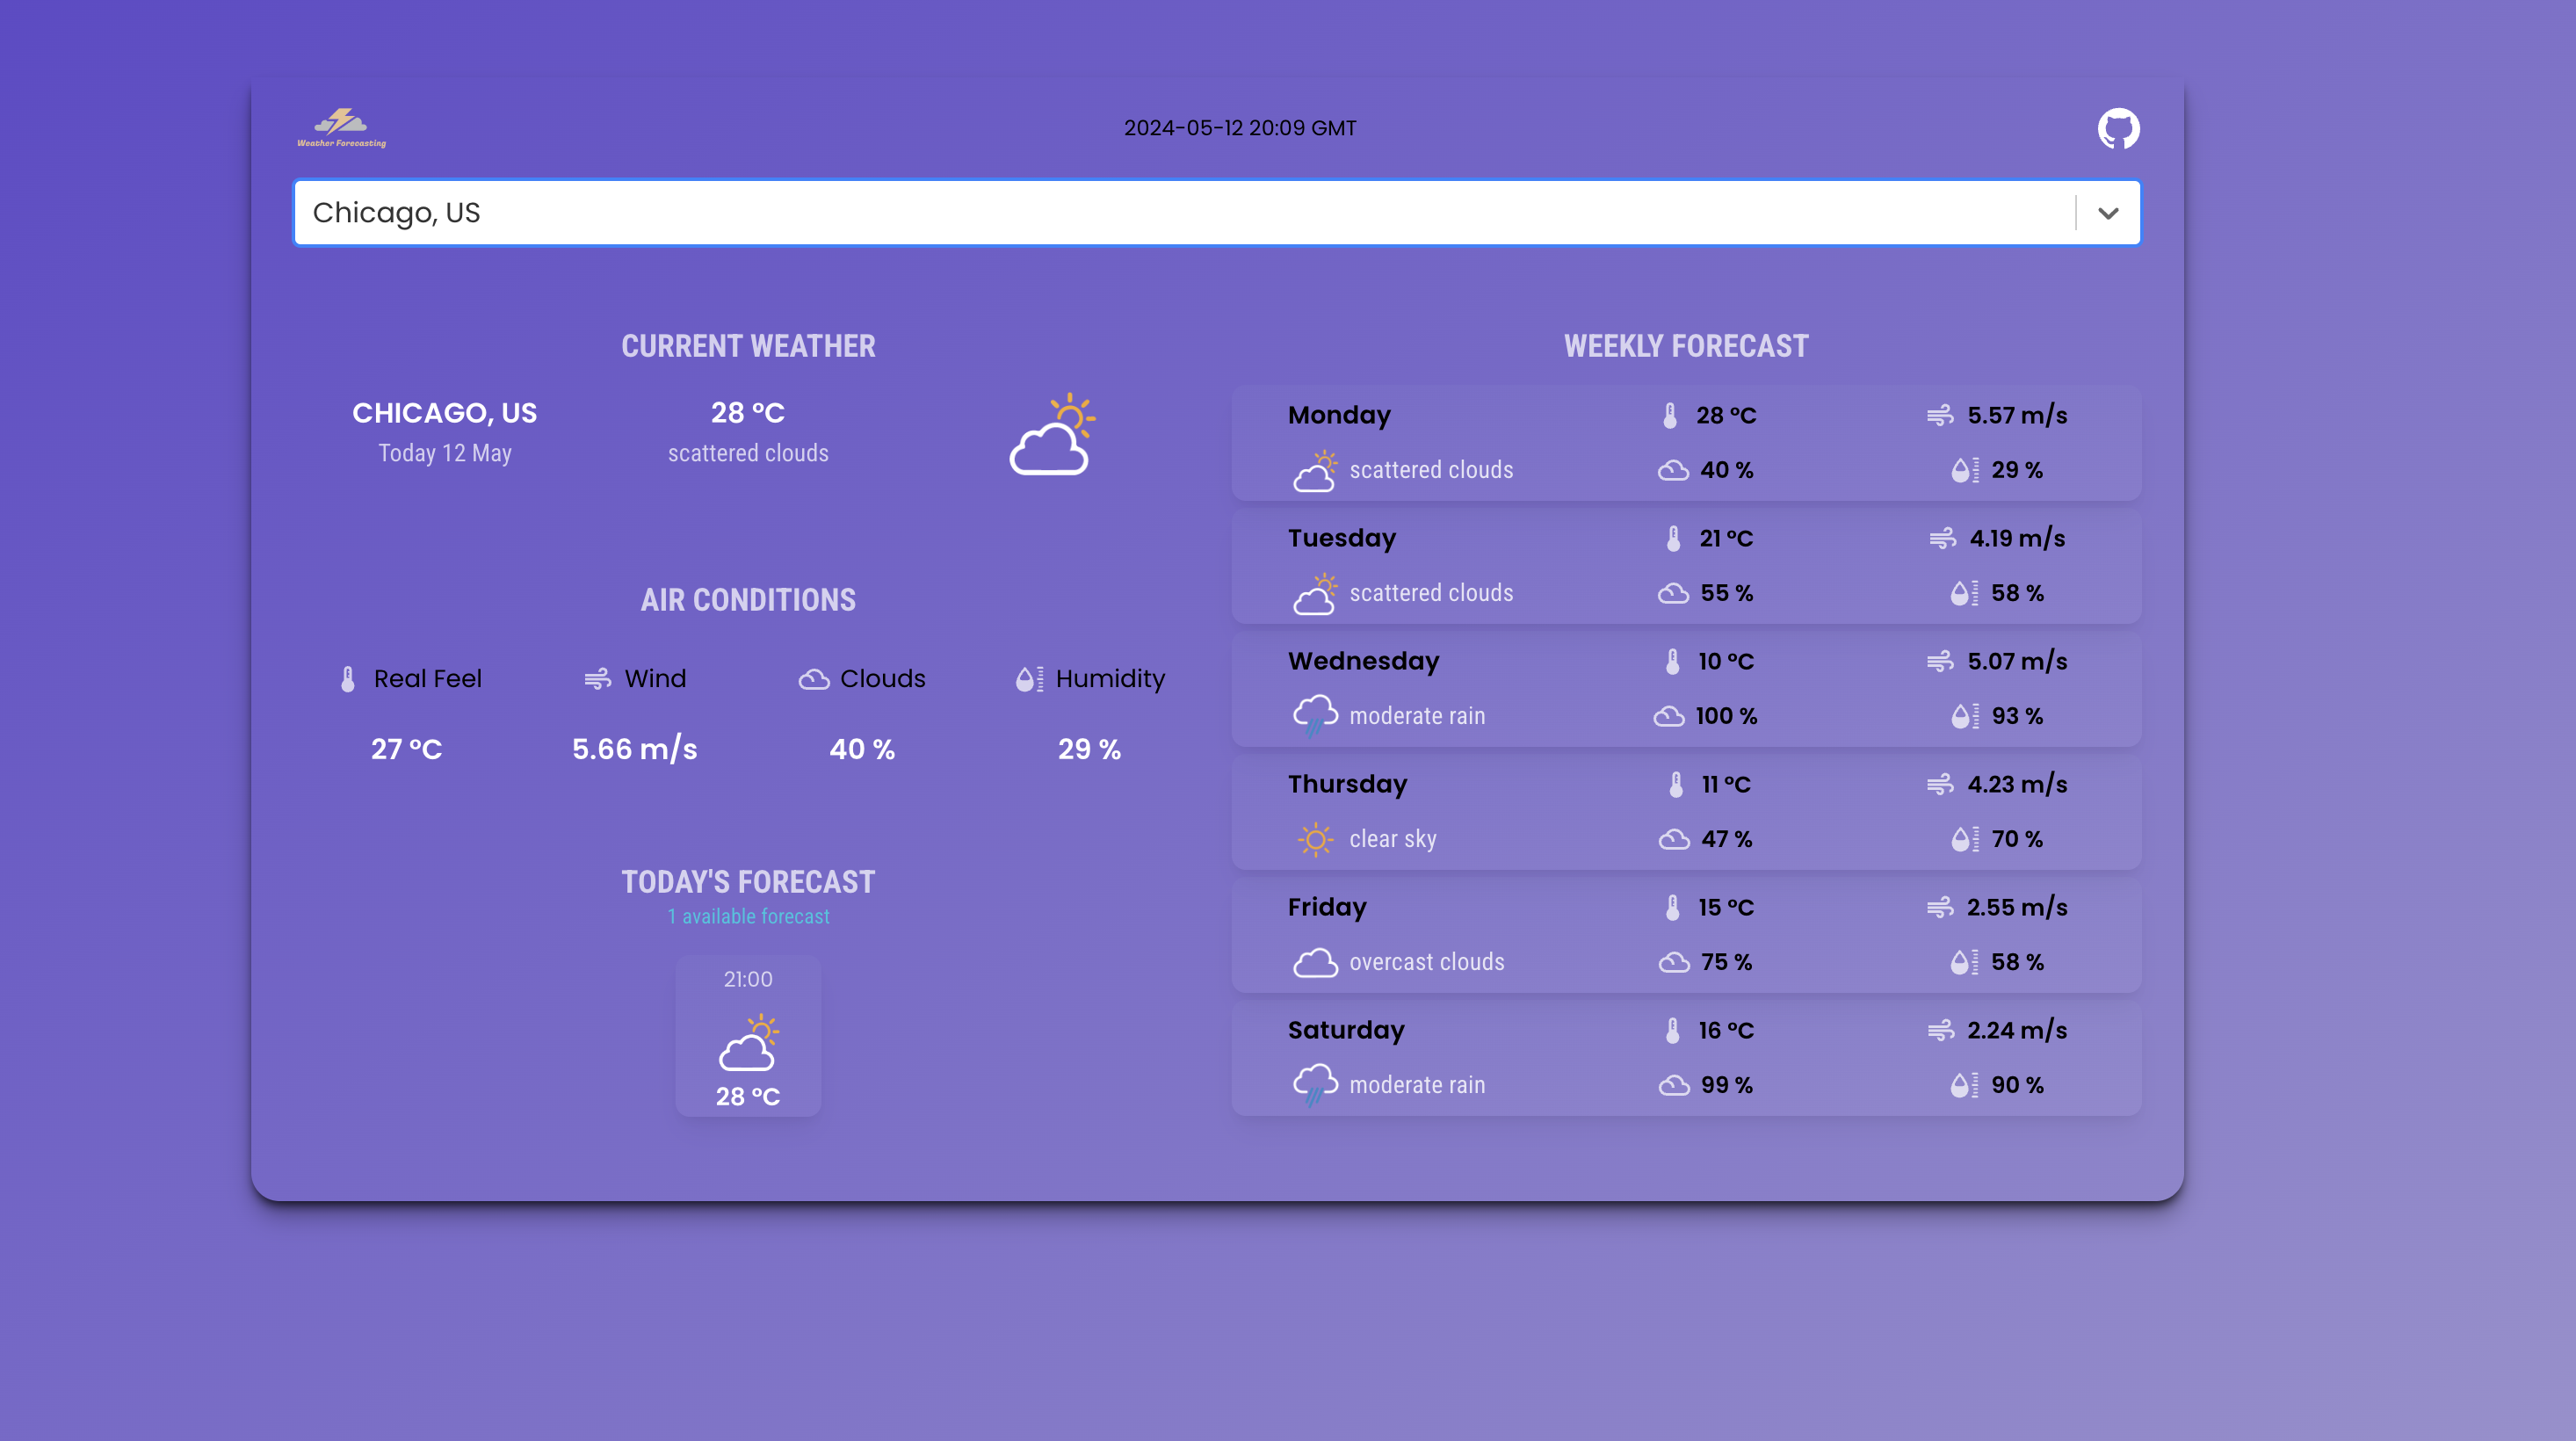 Weather Forecasting
2024-05-12 20:09 GMT
Chicago, US
CURRENT WEATHER
CHICAGO, US
Today 12 May
28 °C
scattered clouds
AIR CONDITIONS
Real Feel
27 °C
Wind
5.66 m/s
Clouds
40 %
Humidity
29 %
TODAY'S FORECAST
1 available forecast
21:00
28 °C
WEEKLY FORECAST
Monday 28 °C 5.57 m/s
scattered clouds 40 % 29 %
Tuesday 21 °C 4.19 m/s
scattered clouds 55 % 58 %
Wednesday 10 °C 5.07 m/s
moderate rain 100 % 93 %
Thursday 11 °C 4.23 m/s
clear sky 47 % 70 %
Friday 15 °C 2.55 m/s
overcast clouds 75 % 58 %
Saturday 16 °C 2.24 m/s
moderate rain 99 % 90 %